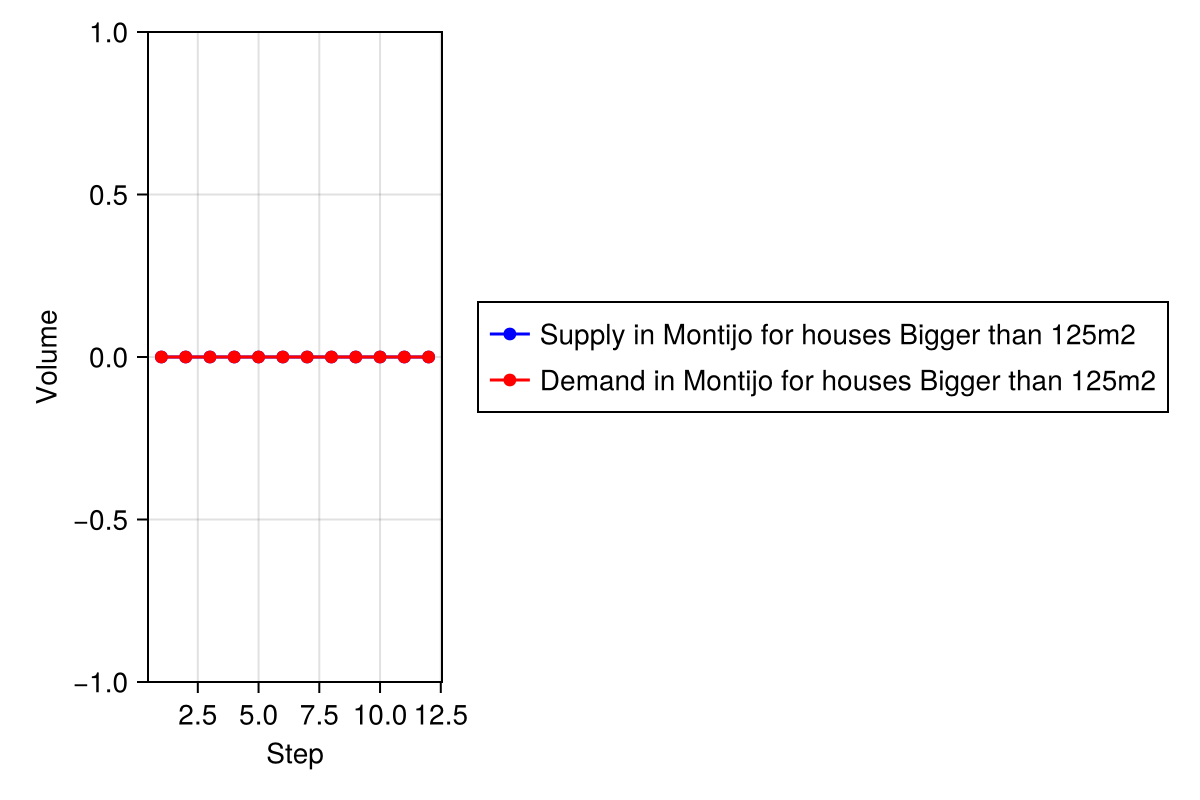 1.0
0.5
0.0
−0.5
−1.0
Volume
2.5 5.0 7.5 10.0 12.5
Step
Supply in Montijo for houses Bigger than 125m2
Demand in Montijo for houses Bigger than 125m2